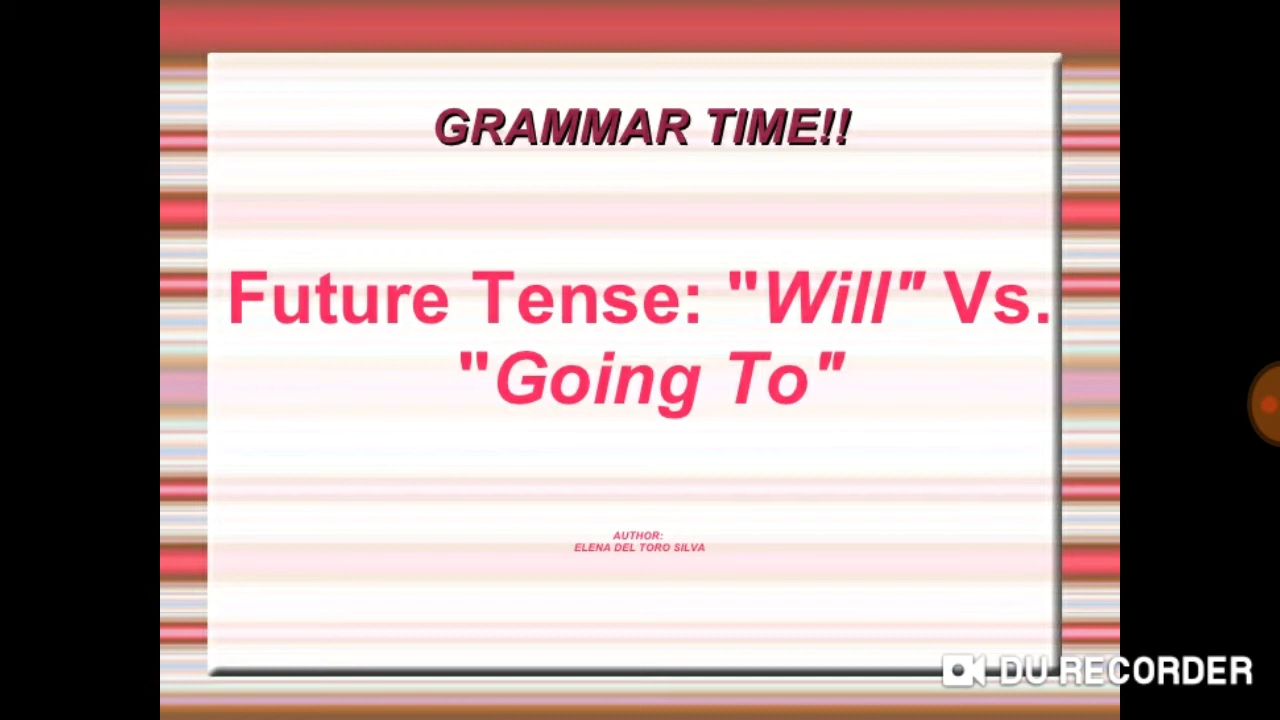 GRAMMAR TIME!!
Future Tense: "Will" Vs.
"Going To"
AUTHOR:
ELENA DEL TORO SILVA
DU RECORDER